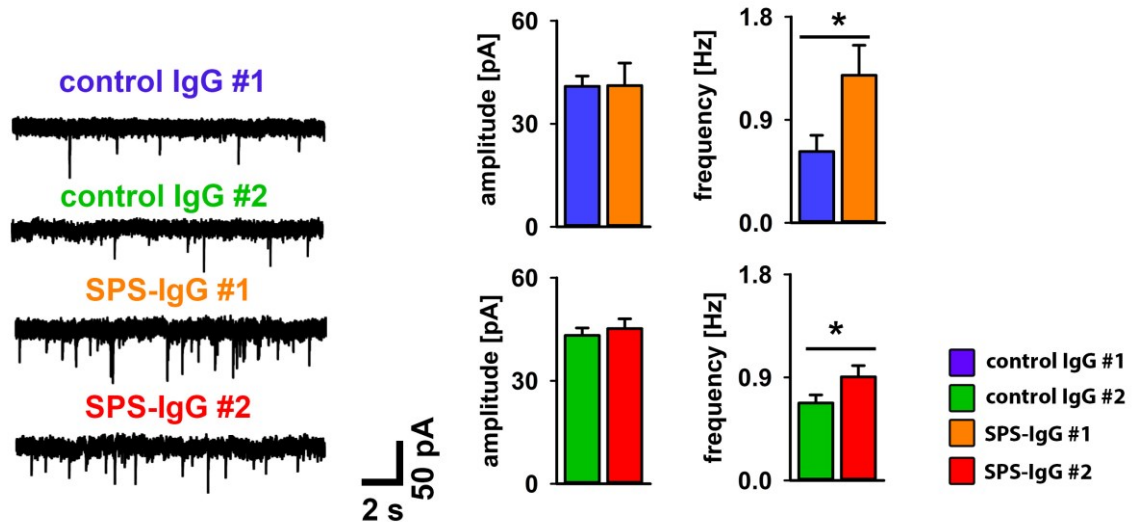 control IgG #1
control IgG #2
SPS-IgG #1
SPS-IgG #2
2 s
50 pA
amplitude [pA]
60
30
0
frequency [Hz]
1.8
0.9
0.0
*
amplitude [pA]
60
30
0
frequency [Hz]
1.8
0.9
0.0
*
control IgG #1
control IgG #2
SPS-IgG #1
SPS-IgG #2